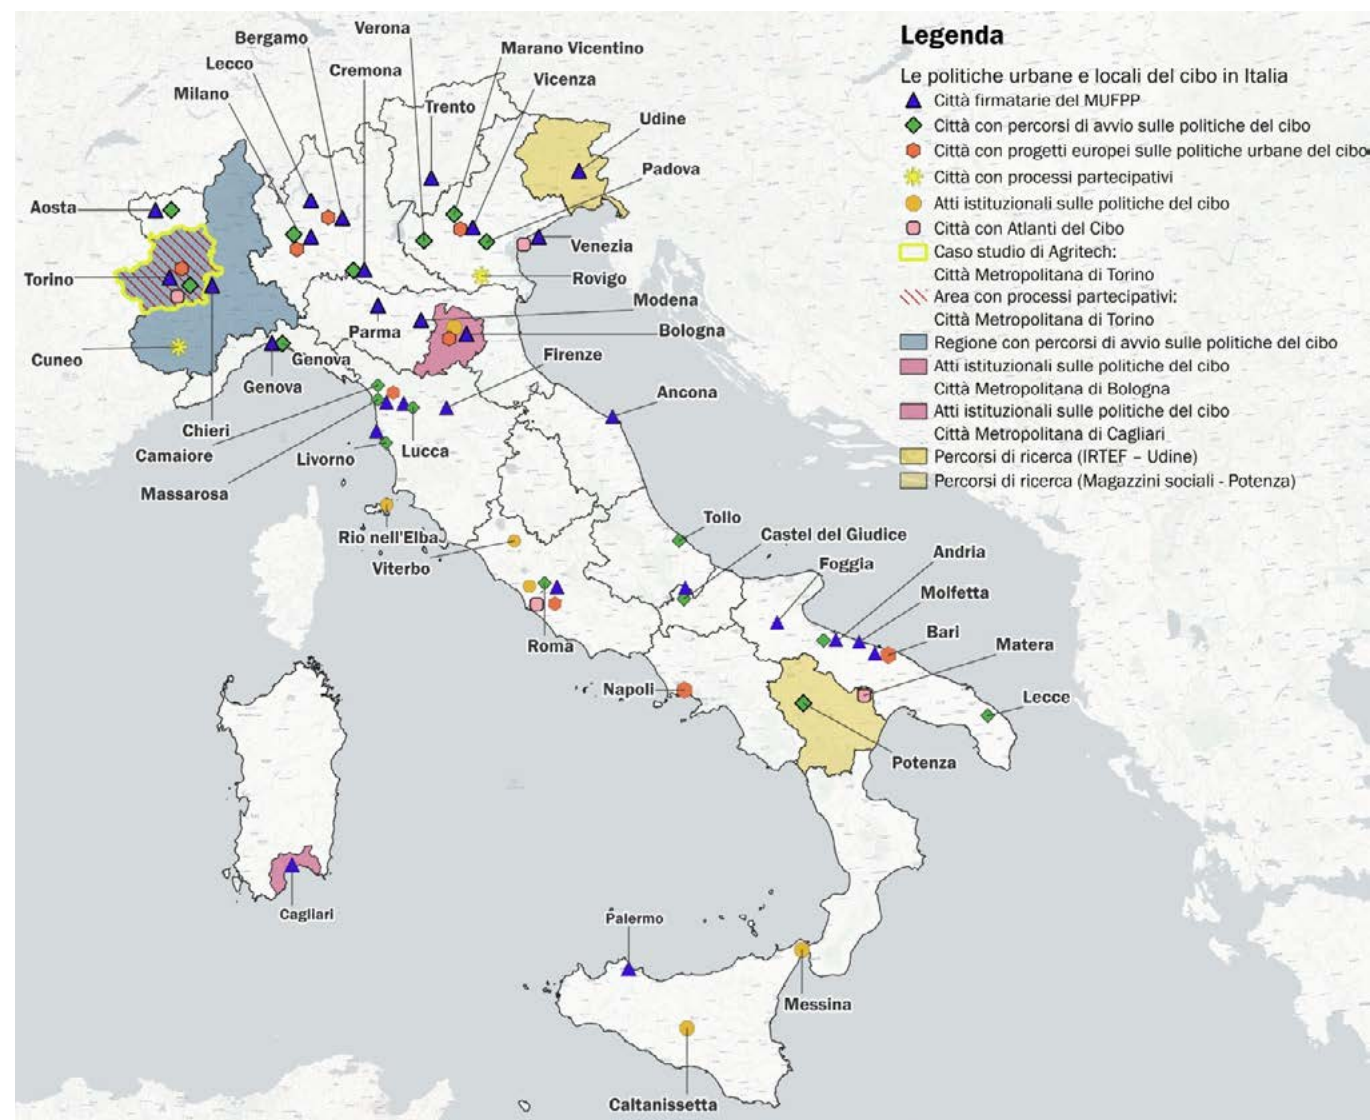 Legenda
Le politiche urbane e locali del cibo in Italia
Città firmatarie del MUFPP
Città con percorsi di avvio sulle politiche del cibo
Città con progetti europei sulle politiche urbane del cibo
Città con processi partecipativi
Atti istituzionali sulle politiche del cibo
Città con Atlanti del Cibo
Caso studio di Agritech:
Città Metropolitana di Torino
Area con processi partecipativi:
Città Metropolitana di Torino
Regione con percorsi di avvio sulle politiche del cibo
Atti istituzionali sulle politiche del cibo
Città Metropolitana di Bologna
Atti istituzionali sulle politiche del cibo
Città Metropolitana di Cagliari
Percorsi di ricerca (IRTEF – Udine)
Percorsi di ricerca (Magazzini sociali - Potenza)
Verona
Bergamo
Marano Vicentino
Lecco
Cremona
Vicenza
Milano
Trento
Udine
Padova
Aosta
Venezia
Torino
Rovigo
Modena
Parma
Bologna
Cuneo
Genova
Firenze
Genova
Ancona
Chieri
Camaiore
Livorno
Lucca
Massarosa
Rio nell'Elba
Viterbo
Tollo
Castel del Giudice
Andria
Foggia
Molfetta
Bari
Roma
Matera
Napoli
Lecce
Potenza
Cagliari
Palermo
Messina
Caltanissetta